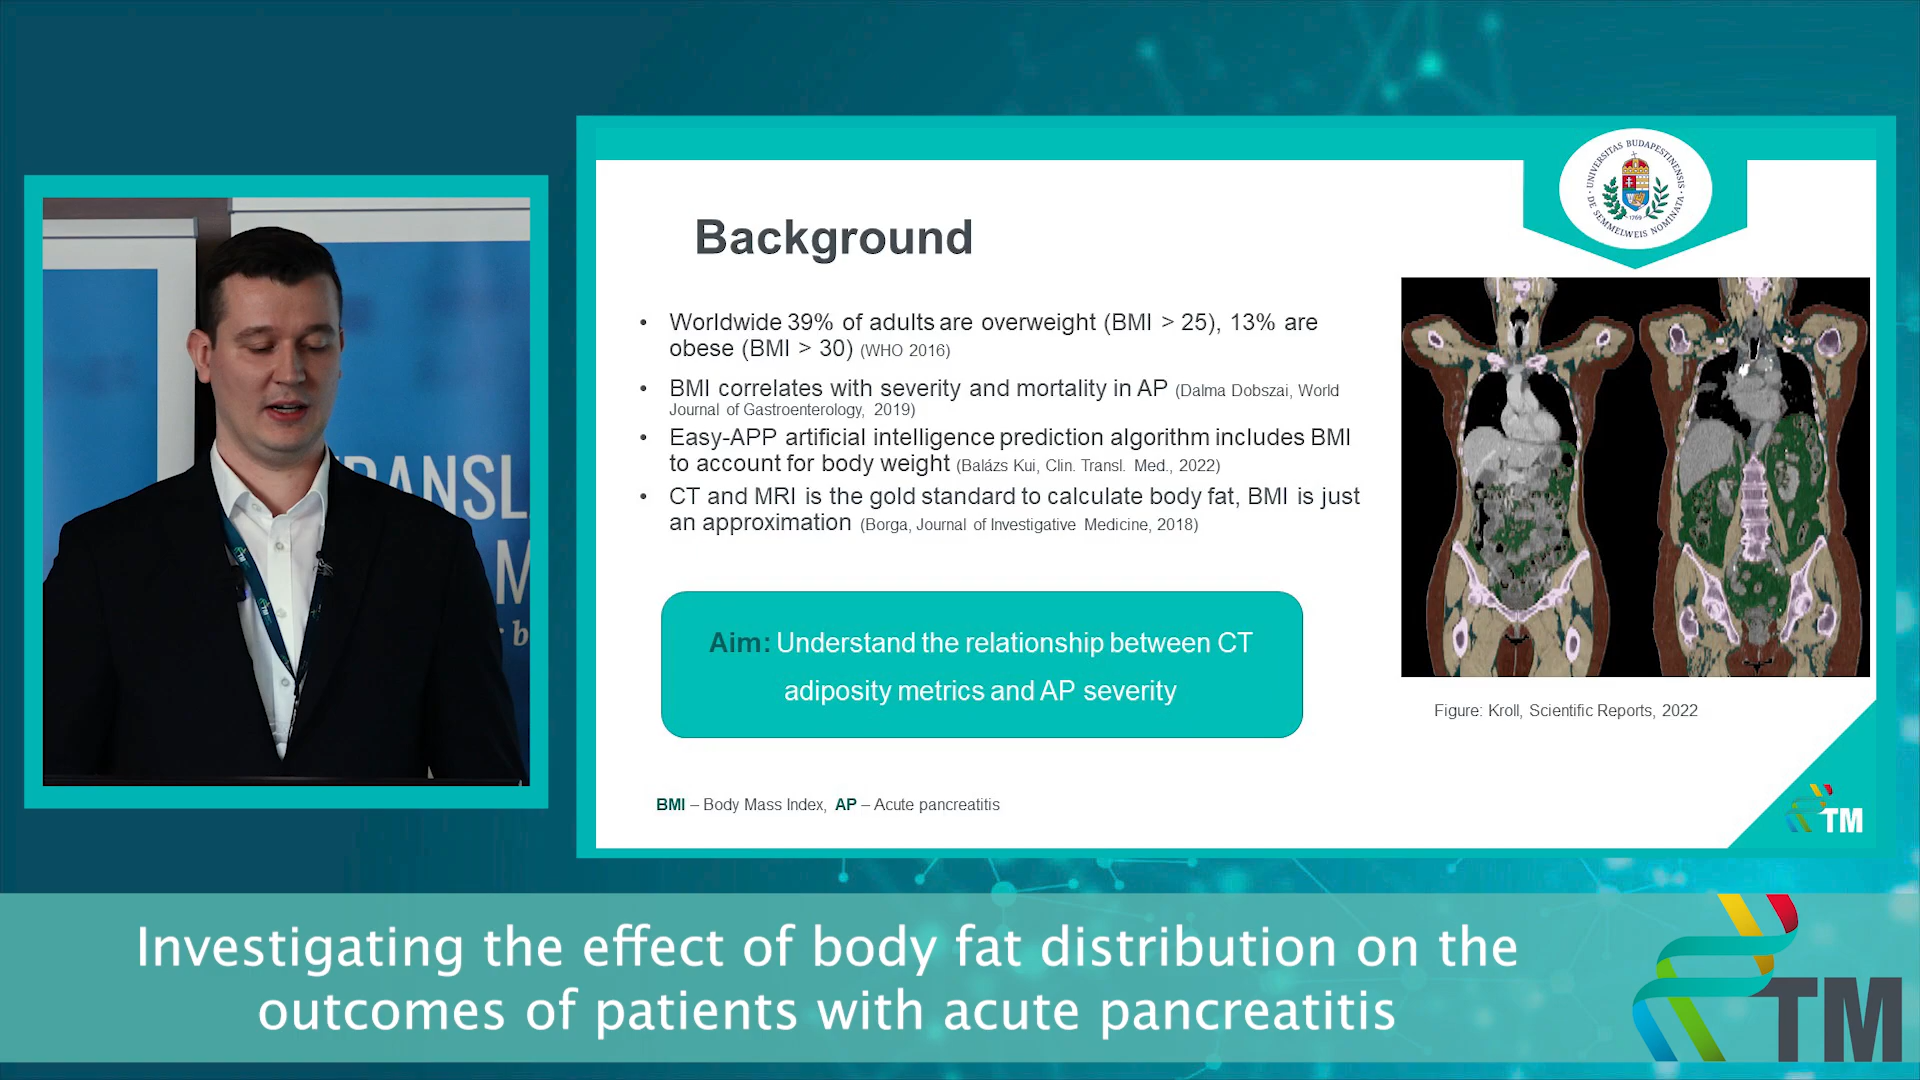 RANSL
M
r b
TM
TM
UNIVERSITAS BUDAPESTINENSIS
DE SEMMELWEIS NOMINATA
1769
Background
• Worldwide 39% of adults are overweight (BMI > 25), 13% are
obese (BMI > 30) (WHO 2016)
• BMI correlates with severity and mortality in AP (Dalma Dobszai, World
Journal of Gastroenterology, 2019)
• Easy-APP artificial intelligence prediction algorithm includes BMI
to account for body weight (Balázs Kui, Clin. Transl. Med., 2022)
• CT and MRI is the gold standard to calculate body fat, BMI is just
an approximation (Borga, Journal of Investigative Medicine, 2018)
Aim: Understand the relationship between CT
adiposity metrics and AP severity
Figure: Kroll, Scientific Reports, 2022
BMI – Body Mass Index, AP – Acute pancreatitis
TM
Investigating the effect of body fat distribution on the
outcomes of patients with acute pancreatitis
TM